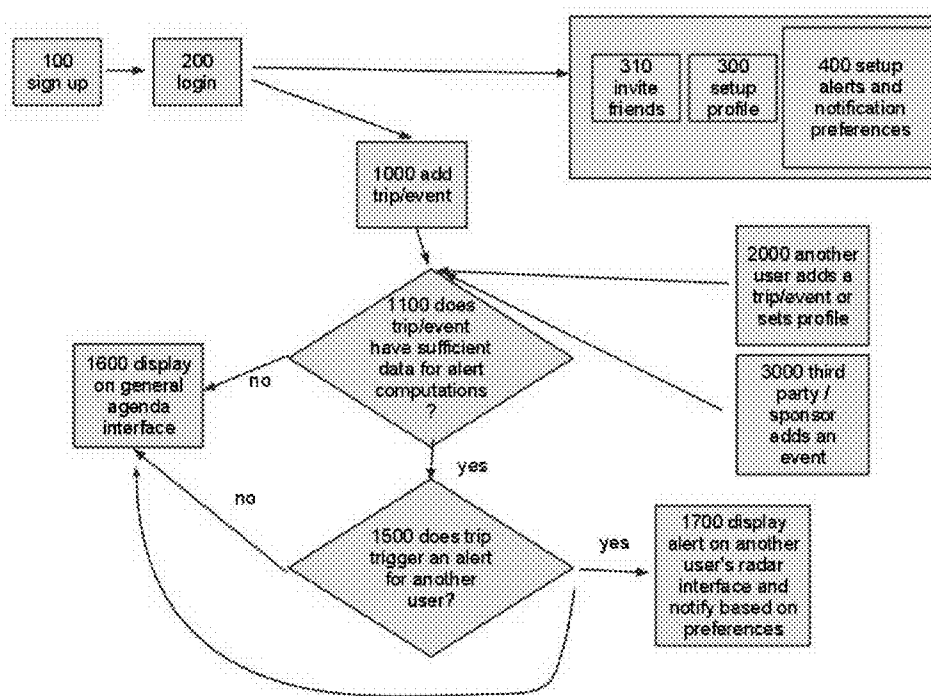 100
sign up
200
login
310
invite
friends
300
setup
profile
400 setup
alerts and
notification
preferences
1000 add
trip/event
2000 another
user adds a
trip/event or
sets profile
1100 does
trip/event
have sufficient
data for alert
computations
?
1600 display
on general
agenda
interface
no
3000 third
party /
sponsor
adds an
event
yes
no
1500 does trip
trigger an alert
for another
user?
yes
1700 display
alert on another
user's radar
interface and
notify based on
preferences